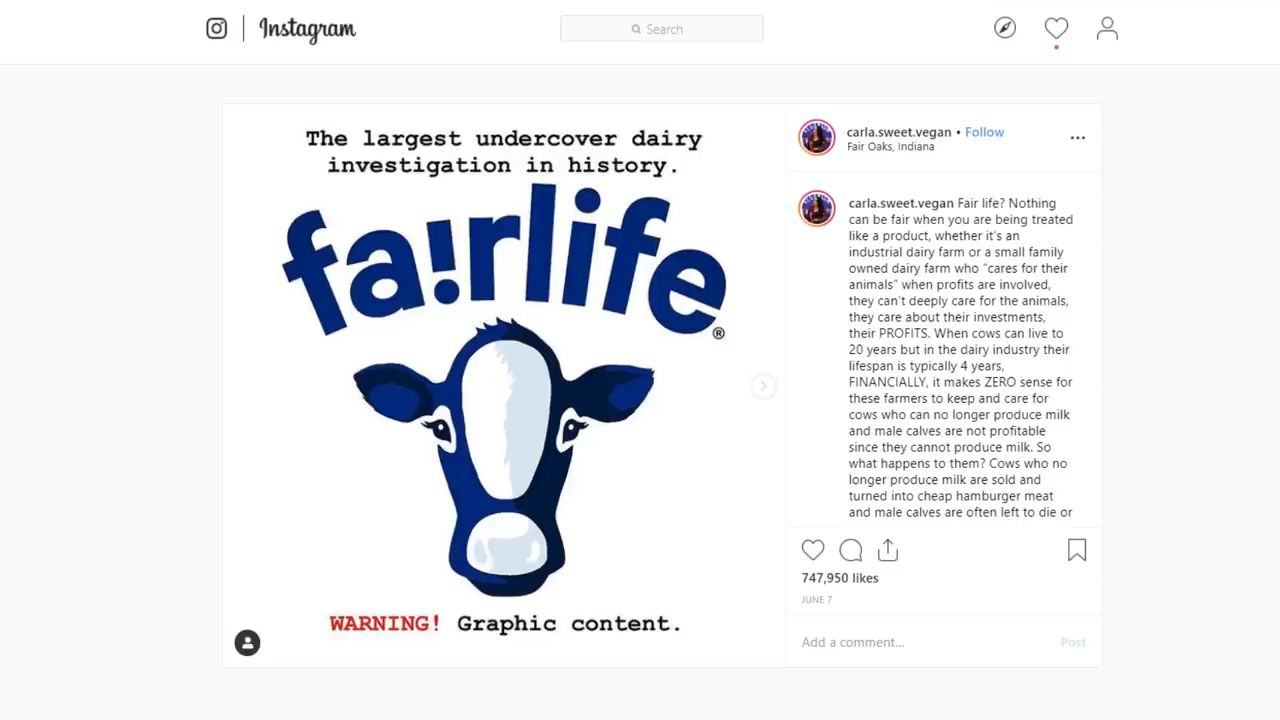 Instagram
Search
The largest undercover dairy
investigation in history.
fa!rlife®
WARNING! Graphic content.
carla.sweet.vegan • Follow
Fair Oaks, Indiana
carla.sweet.vegan Fair life? Nothing
can be fair when you are being treated
like a product, whether it's an
industrial dairy farm or a small family
owned dairy farm who “cares for their
animals” when profits are involved,
they can't deeply care for the animals,
they care about their investments,
their PROFITS. When cows can live to
20 years but in the dairy industry their
lifespan is typically 4 years,
FINANCIALLY, it makes ZERO sense for
these farmers to keep and care for
cows who can no longer produce milk
and male calves are not profitable
since they cannot produce milk. So
what happens to them? Cows who no
longer produce milk are sold and
turned into cheap hamburger meat
and male calves are often left to die or
747,950 likes
JUNE 7
Add a comment...
Post